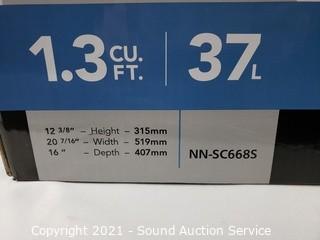 1.3 CU. FT. | 37L
12 3/8" – Height – 315mm
20 7/16" – Width – 519mm
16 " – Depth – 407mm
NN-SC668S
Copyright 2021 - Sound Auction Service